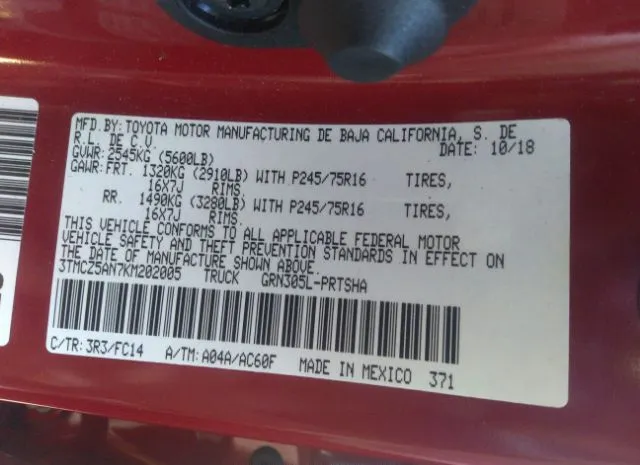 MFD.BY:TOYOTA MOTOR MANUFACTURING DE BAJA CALIFORNIA, S. DE
R.L. DE C.V. DATE: 10/18
GVWR:2545KG (5600LB)
GAWR:FRT. 1320KG (2910LB) WITH P245/75R16 TIRES,
16X7J RIMS.
RR. 1490KG (3280LB) WITH P245/75R16 TIRES,
16X7J RIMS.
THIS VEHICLE CONFORMS TO ALL APPLICABLE FEDERAL MOTOR
VEHICLE SAFETY AND THEFT PREVENTION STANDARDS IN EFFECT ON
THE DATE OF MANUFACTURE SHOWN ABOVE.
3TMCZ5AN7KM202005 TRUCK GRN305L-PRTSHA
C/TR:3R3/FC14 A/TM:A04A/AC60F MADE IN MEXICO 371